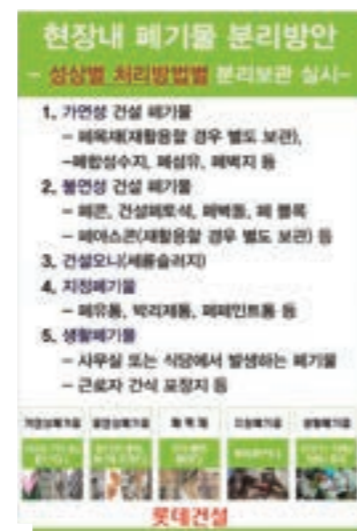 현장내 폐기물 분리방안
- 성상별 처리방법별 분리보관 실시-
1. 가연성 건설 폐기물
- 폐목재(재활용할 경우 별도 보관),
-폐합성수지, 폐섬유, 폐벽지 등
2. 불연성 건설 폐기물
- 폐콘, 건설폐토석, 폐벽돌, 폐 블록
- 폐아스콘(재활용할 경우 별도 보관) 등
3. 건설오니(세륜슬러지)
4. 지정폐기물
- 폐유통, 박리제통, 폐페인트통 등
5. 생활폐기물
- 사무실 또는 식당에서 발생하는 폐기물
- 근로자 간식 포장지 등
가연성폐기물 불연성폐기물 폐목재 지정폐기물 생활폐기물
롯데건설